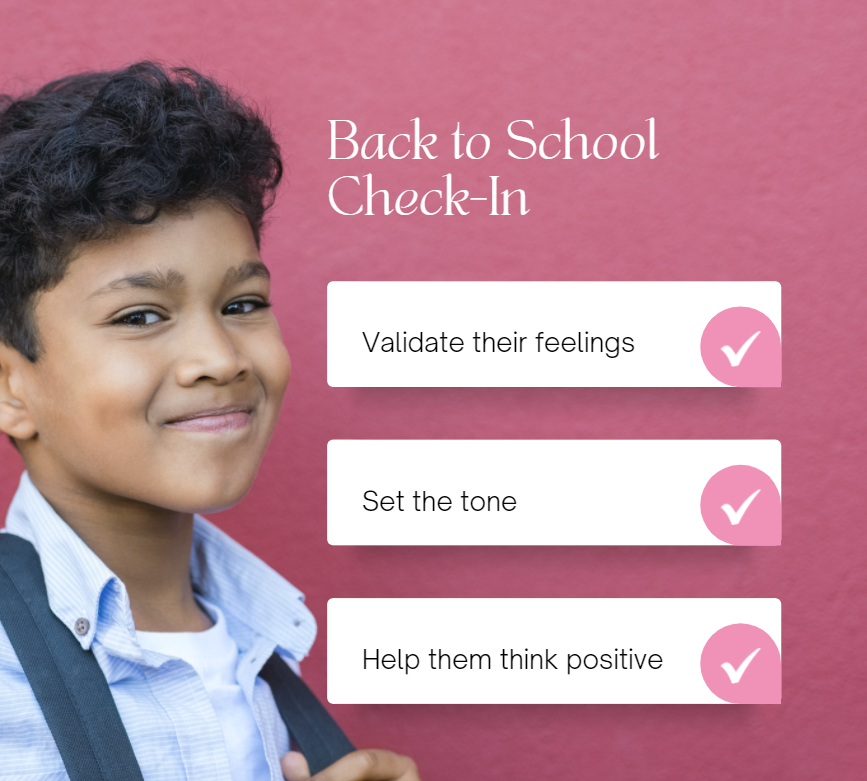 Back to School
Check-In
Validate their feelings
Set the tone
Help them think positive